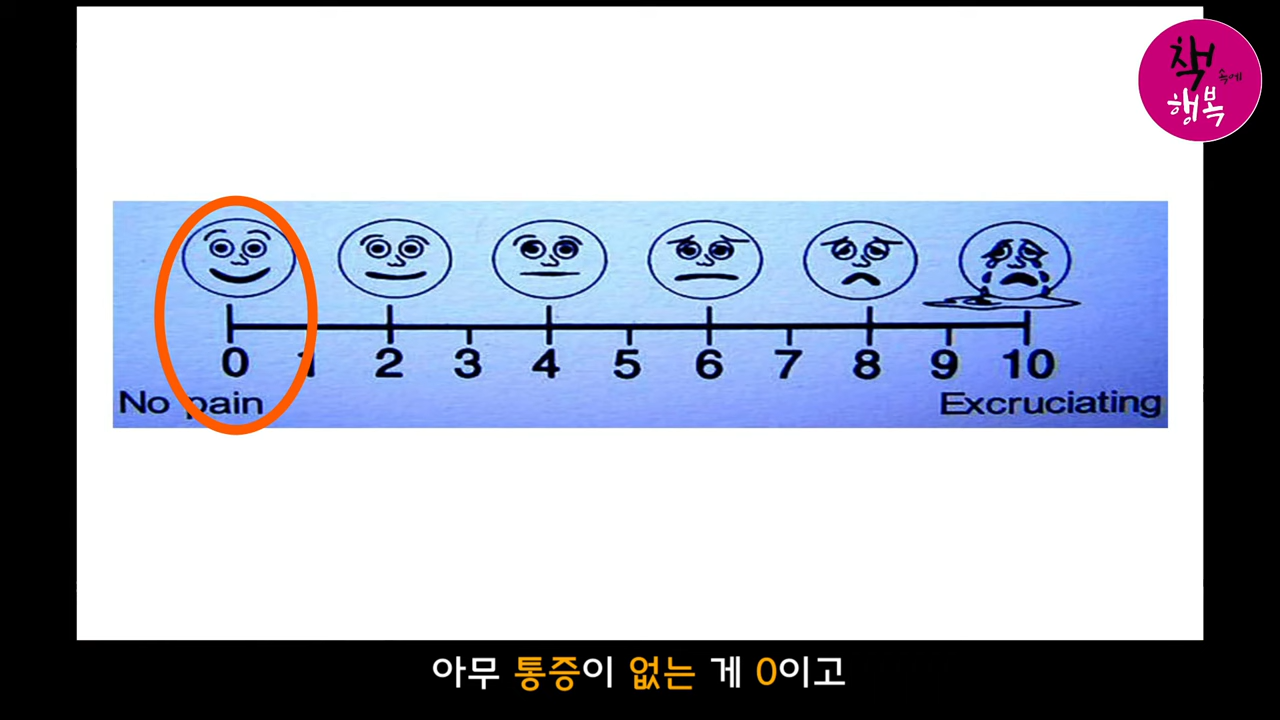 책
속에
행복
0 1 2 3 4 5 6 7 8 9 10
No pain Excruciating
아무 통증이 없는 게 0이고